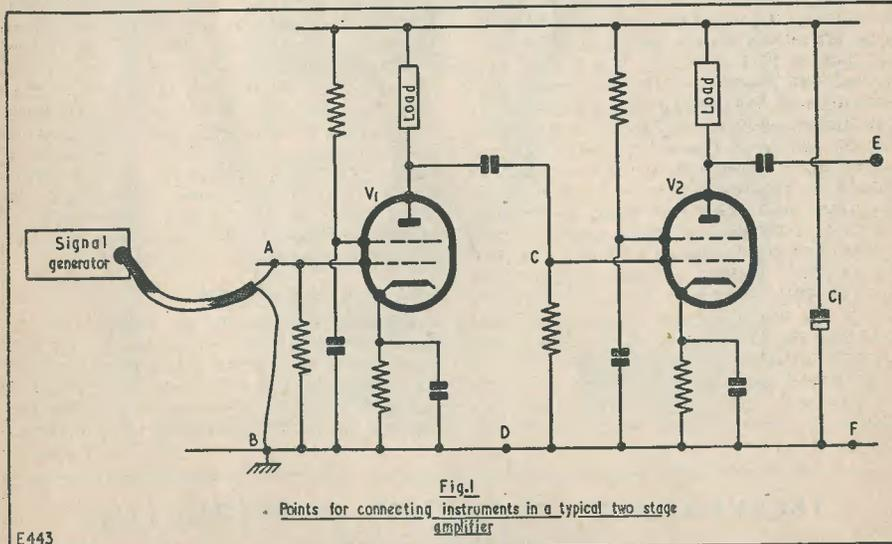 Load
Load
E
V1
V2
Signal
generator
A
C
C1
B
D
F
Fig.1
Points for connecting instruments in a typical two stage
amplifier
E443